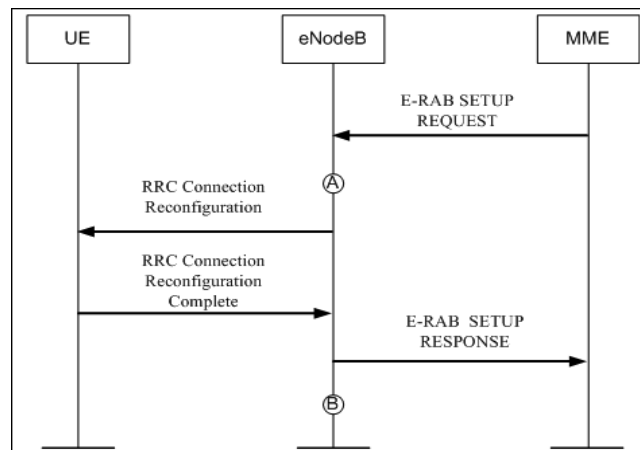 UE
eNodeB
MME
E-RAB SETUP
REQUEST
A
RRC Connection
Reconfiguration
RRC Connection
Reconfiguration
Complete
E-RAB SETUP
RESPONSE
B